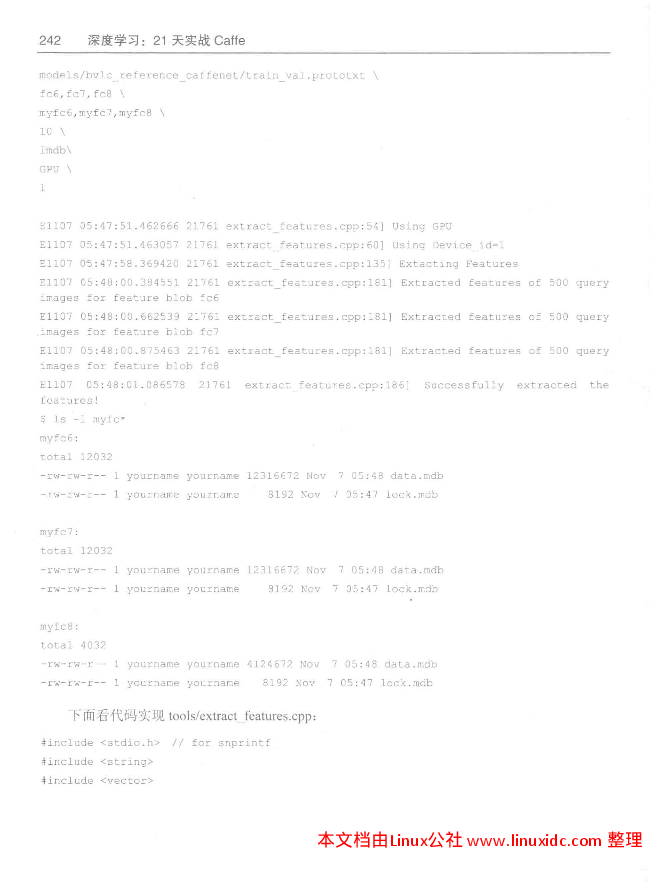 242 深度学习：21 天实战 Caffe
models/bvlc_reference_caffenet/train_val.prototxt \
fc6,fc7,fc8 \
myfc6,myfc7,myfc8 \
10 \
lmdb\
GPU \
1
E1107 05:47:51.462666 21761 extract_features.cpp:54] Using GPU
E1107 05:47:51.463057 21761 extract_features.cpp:60] Using Device_id=1
E1107 05:47:58.369420 21761 extract_features.cpp:135] Extacting Features
E1107 05:48:00.384551 21761 extract_features.cpp:181] Extracted features of 500 query
images for feature blob fc6
E1107 05:48:00.662539 21761 extract_features.cpp:181] Extracted features of 500 query
images for feature blob fc7
E1107 05:48:00.875463 21761 extract_features.cpp:181] Extracted features of 500 query
images for feature blob fc8
E1107 05:48:01.086578 21761 extract_features.cpp:186] Successfully extracted the
features!
$ ls -l myfc*
myfc6:
total 12032
-rw-rw-r-- 1 yourname yourname 12316672 Nov 7 05:48 data.mdb
-rw-rw-r-- 1 yourname yourname 8192 Nov 7 05:47 lock.mdb
myfc7:
total 12032
-rw-rw-r-- 1 yourname yourname 12316672 Nov 7 05:48 data.mdb
-rw-rw-r-- 1 yourname yourname 8192 Nov 7 05:47 lock.mdb
myfc8:
total 4032
-rw-rw-r-- 1 yourname yourname 4124672 Nov 7 05:48 data.mdb
-rw-rw-r-- 1 yourname yourname 8192 Nov 7 05:47 lock.mdb
下面看代码实现 tools/extract_features.cpp：
#include <stdio.h> // for snprintf
#include <string>
#include <vector>
本文档由Linux公社 www.linuxidc.com 整理